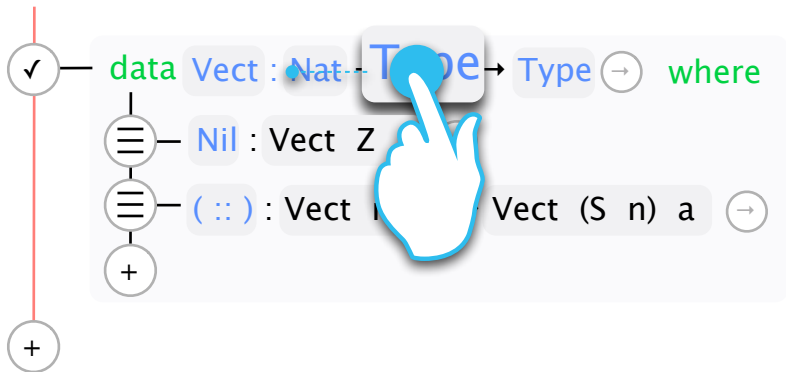 data Vect : Nat → Type → Type → where
Nil : Vect Z
( :: ) : Vect Vect (S n) a →
+
+